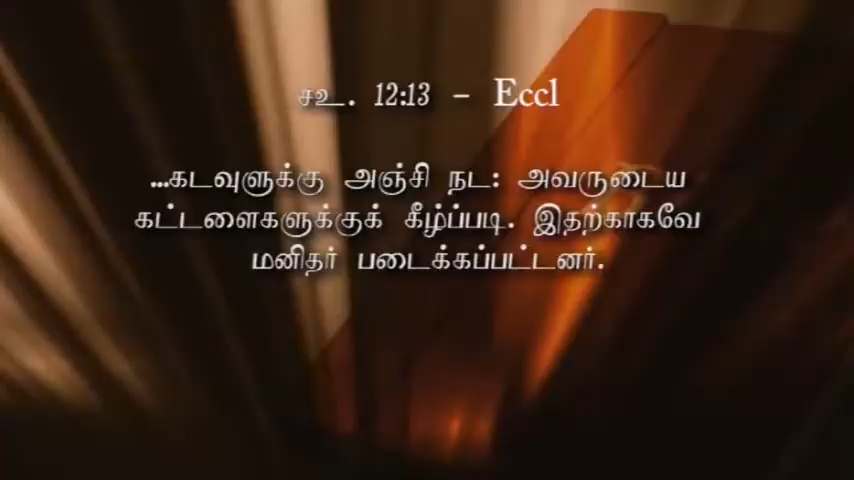 சஉ. 12:13 - Eccl
...கடவுளுக்கு அஞ்சி நட: அவருடைய
கட்டளைகளுக்குக் கீழ்ப்படி. இதற்காகவே
மனிதர் படைக்கப்பட்டனர்.